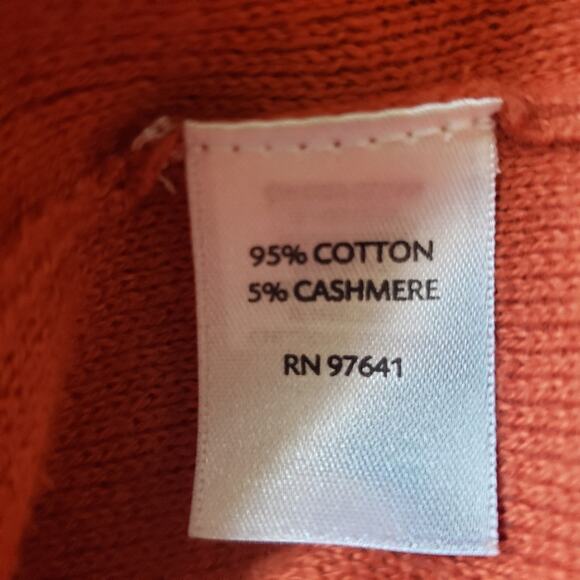 95% COTTON
5% CASHMERE
RN 97641